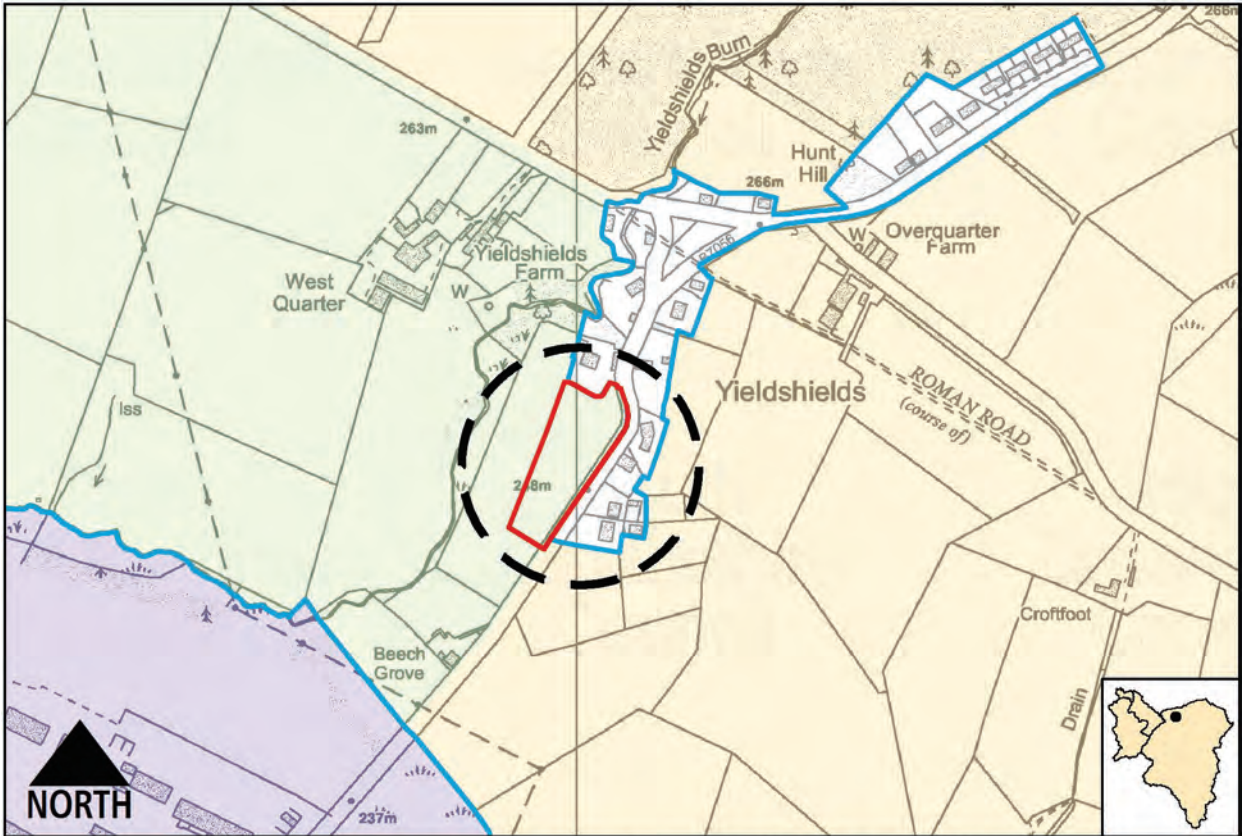 266m
Yieldshields Burn
263m
Hunt
Hill
266m
Yieldshields
Farm
B7056
W
Overquarter
Farm
West
Quarter
W
Iss
Yieldshields
ROMAN ROAD
(course of)
248m
Croftfoot
Beech
Grove
Drain
NORTH
237m